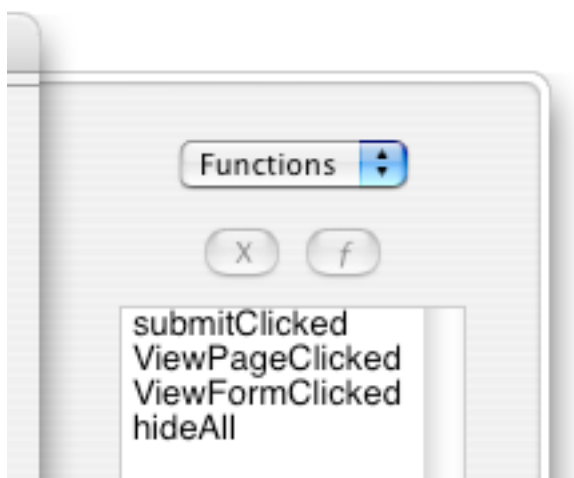 Functions
X f
submitClicked
ViewPageClicked
ViewFormClicked
hideAll